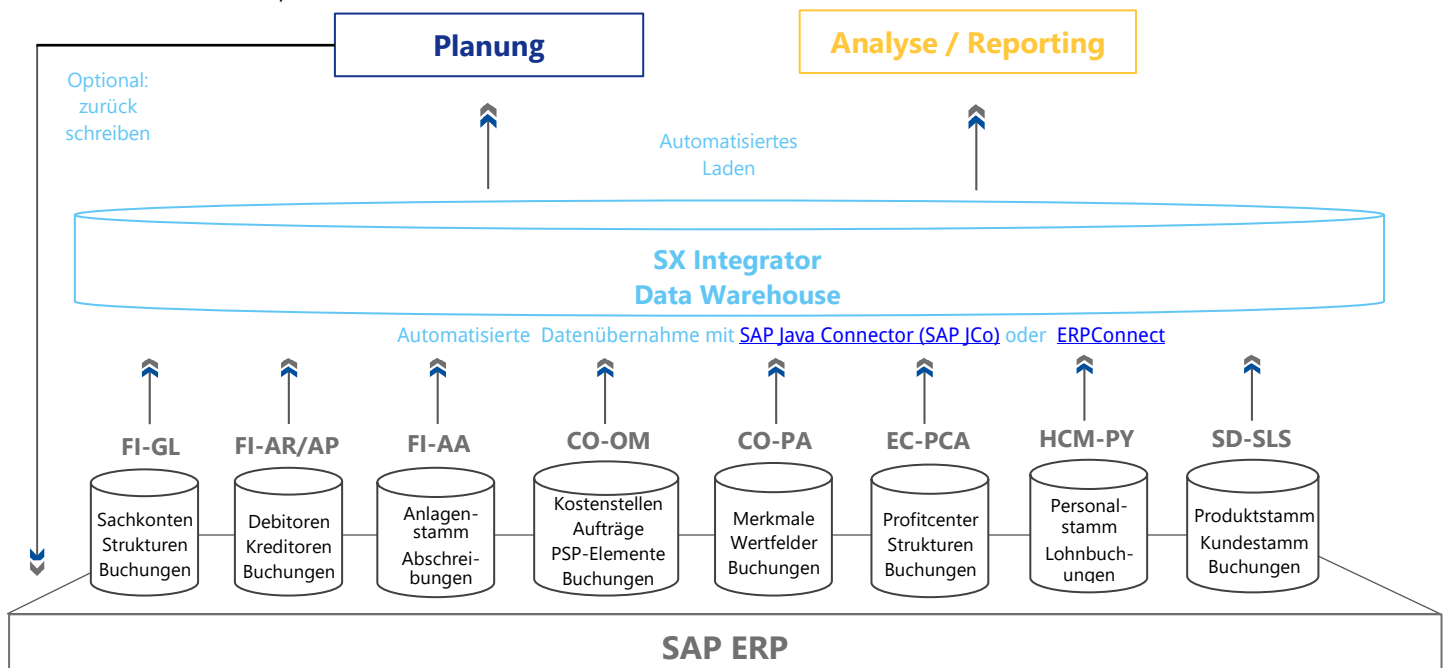 Planung
Analyse / Reporting
Optional:
zurück
schreiben
Automatisiertes
Laden
SX Integrator
Data Warehouse
Automatisierte Datenübernahme mit SAP Java Connector (SAP JCo) oder ERPConnect
FI-GL
Sachkonten
Strukturen
Buchungen
FI-AR/AP
Debitoren
Kreditoren
Buchungen
FI-AA
Anlagen-
stamm
Abschrei-
bungen
CO-OM
Kostenstellen
Aufträge
PSP-Elemente
Buchungen
CO-PA
Merkmale
Wertfelder
Buchungen
EC-PCA
Profitcenter
Strukturen
Buchungen
HCM-PY
Personal-
stamm
Lohnbuch-
ungen
SD-SLS
Produktstamm
Kundestamm
Buchungen
SAP ERP